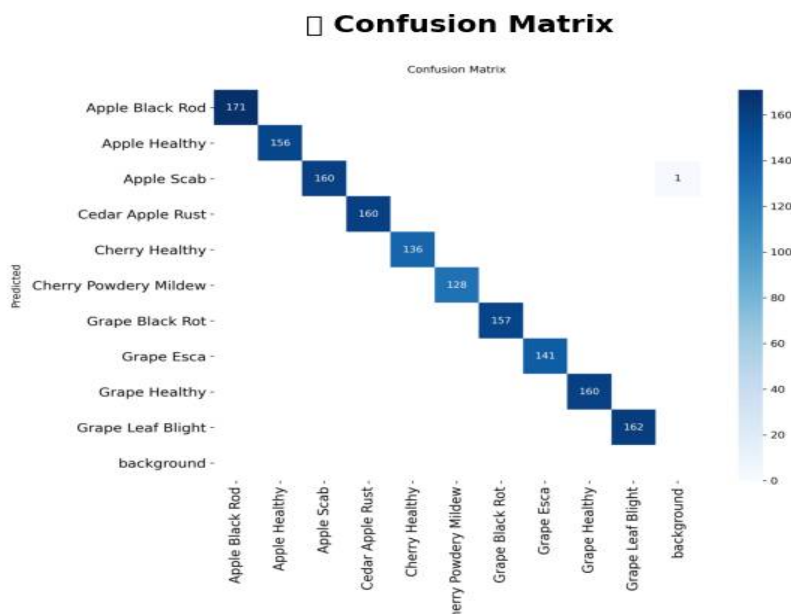 ▯ Confusion Matrix
Confusion Matrix
Apple Black Rod
171
160
Apple Healthy
156
140
Apple Scab
160
1
120
Cedar Apple Rust
160
Cherry Healthy
136
100
Predicted
Cherry Powdery Mildew
128
80
Grape Black Rot
157
60
Grape Esca
141
40
Grape Healthy
160
Grape Leaf Blight
162
20
background
0
Apple Black Rod
Apple Healthy
Apple Scab
Cedar Apple Rust
Cherry Healthy
herry Powdery Mildew
Grape Black Rot
Grape Esca
Grape Healthy
Grape Leaf Blight
background